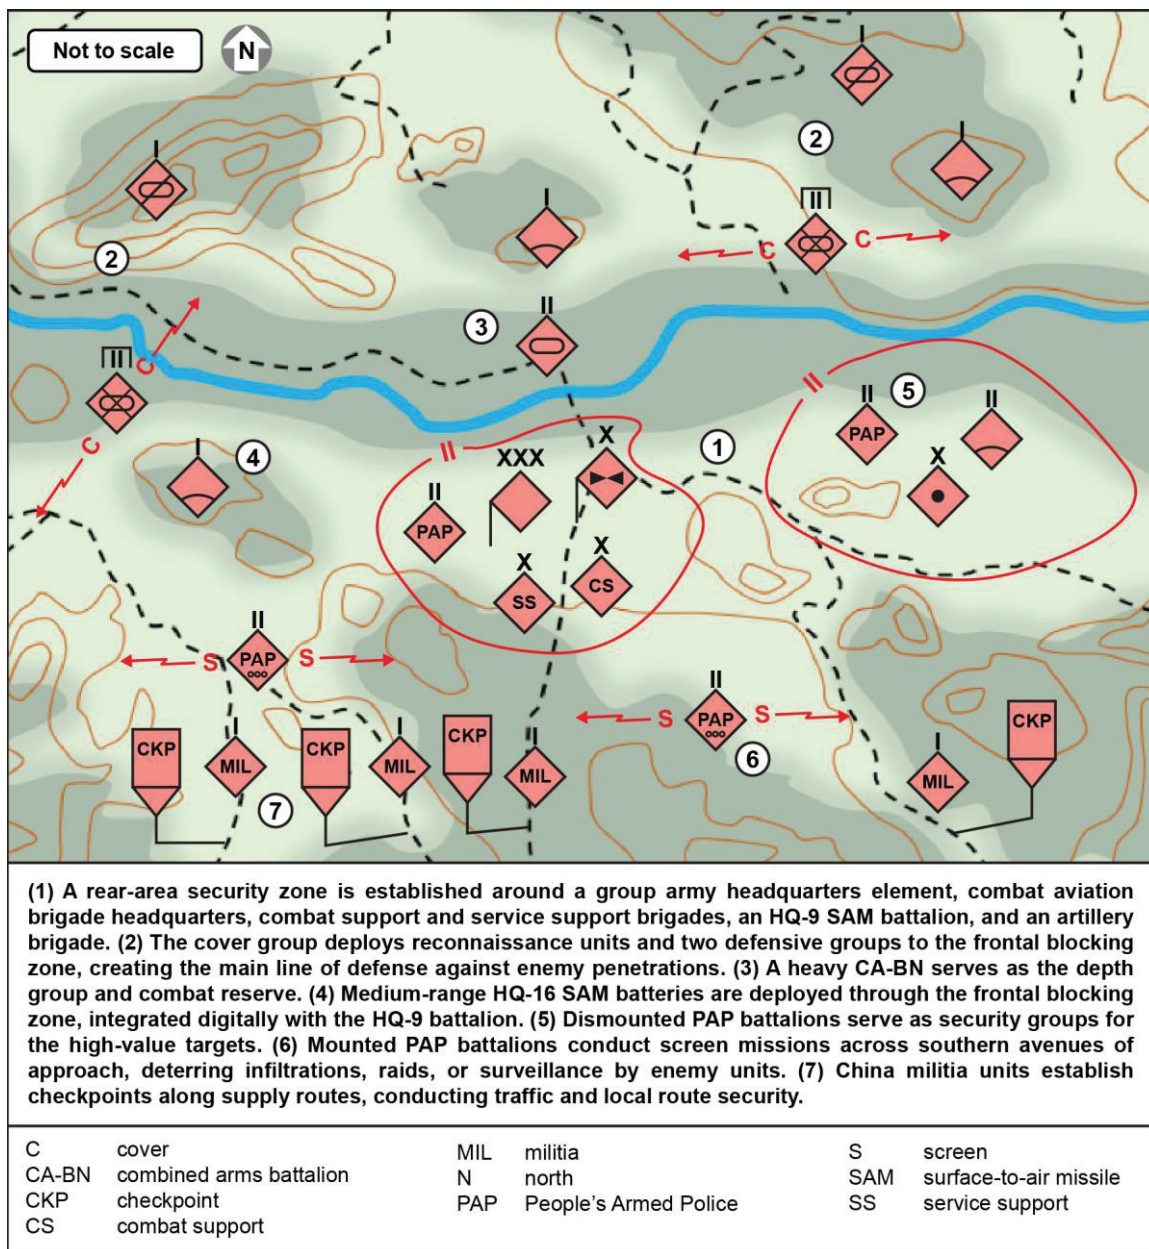 Not to scale
N
I
2
I
I
I
II
C
C
2
3
II
II
C
C
I
4
II
5
II
PAP
II
X
1
II
XXX
X
II
PAP
X
SS
X
CS
II
S
PAP
S
II
S
PAP
S
6
CKP
I
MIL
CKP
I
MIL
CKP
I
MIL
I
MIL
CKP
7
(1) A rear-area security zone is established around a group army headquarters element, combat aviation
brigade headquarters, combat support and service support brigades, an HQ-9 SAM battalion, and an artillery
brigade. (2) The cover group deploys reconnaissance units and two defensive groups to the frontal blocking
zone, creating the main line of defense against enemy penetrations. (3) A heavy CA-BN serves as the depth
group and combat reserve. (4) Medium-range HQ-16 SAM batteries are deployed through the frontal blocking
zone, integrated digitally with the HQ-9 battalion. (5) Dismounted PAP battalions serve as security groups for
the high-value targets. (6) Mounted PAP battalions conduct screen missions across southern avenues of
approach, deterring infiltrations, raids, or surveillance by enemy units. (7) China militia units establish
checkpoints along supply routes, conducting traffic and local route security.
C cover
CA-BN combined arms battalion
CKP checkpoint
CS combat support
MIL militia
N north
PAP People's Armed Police
S screen
SAM surface-to-air missile
SS service support